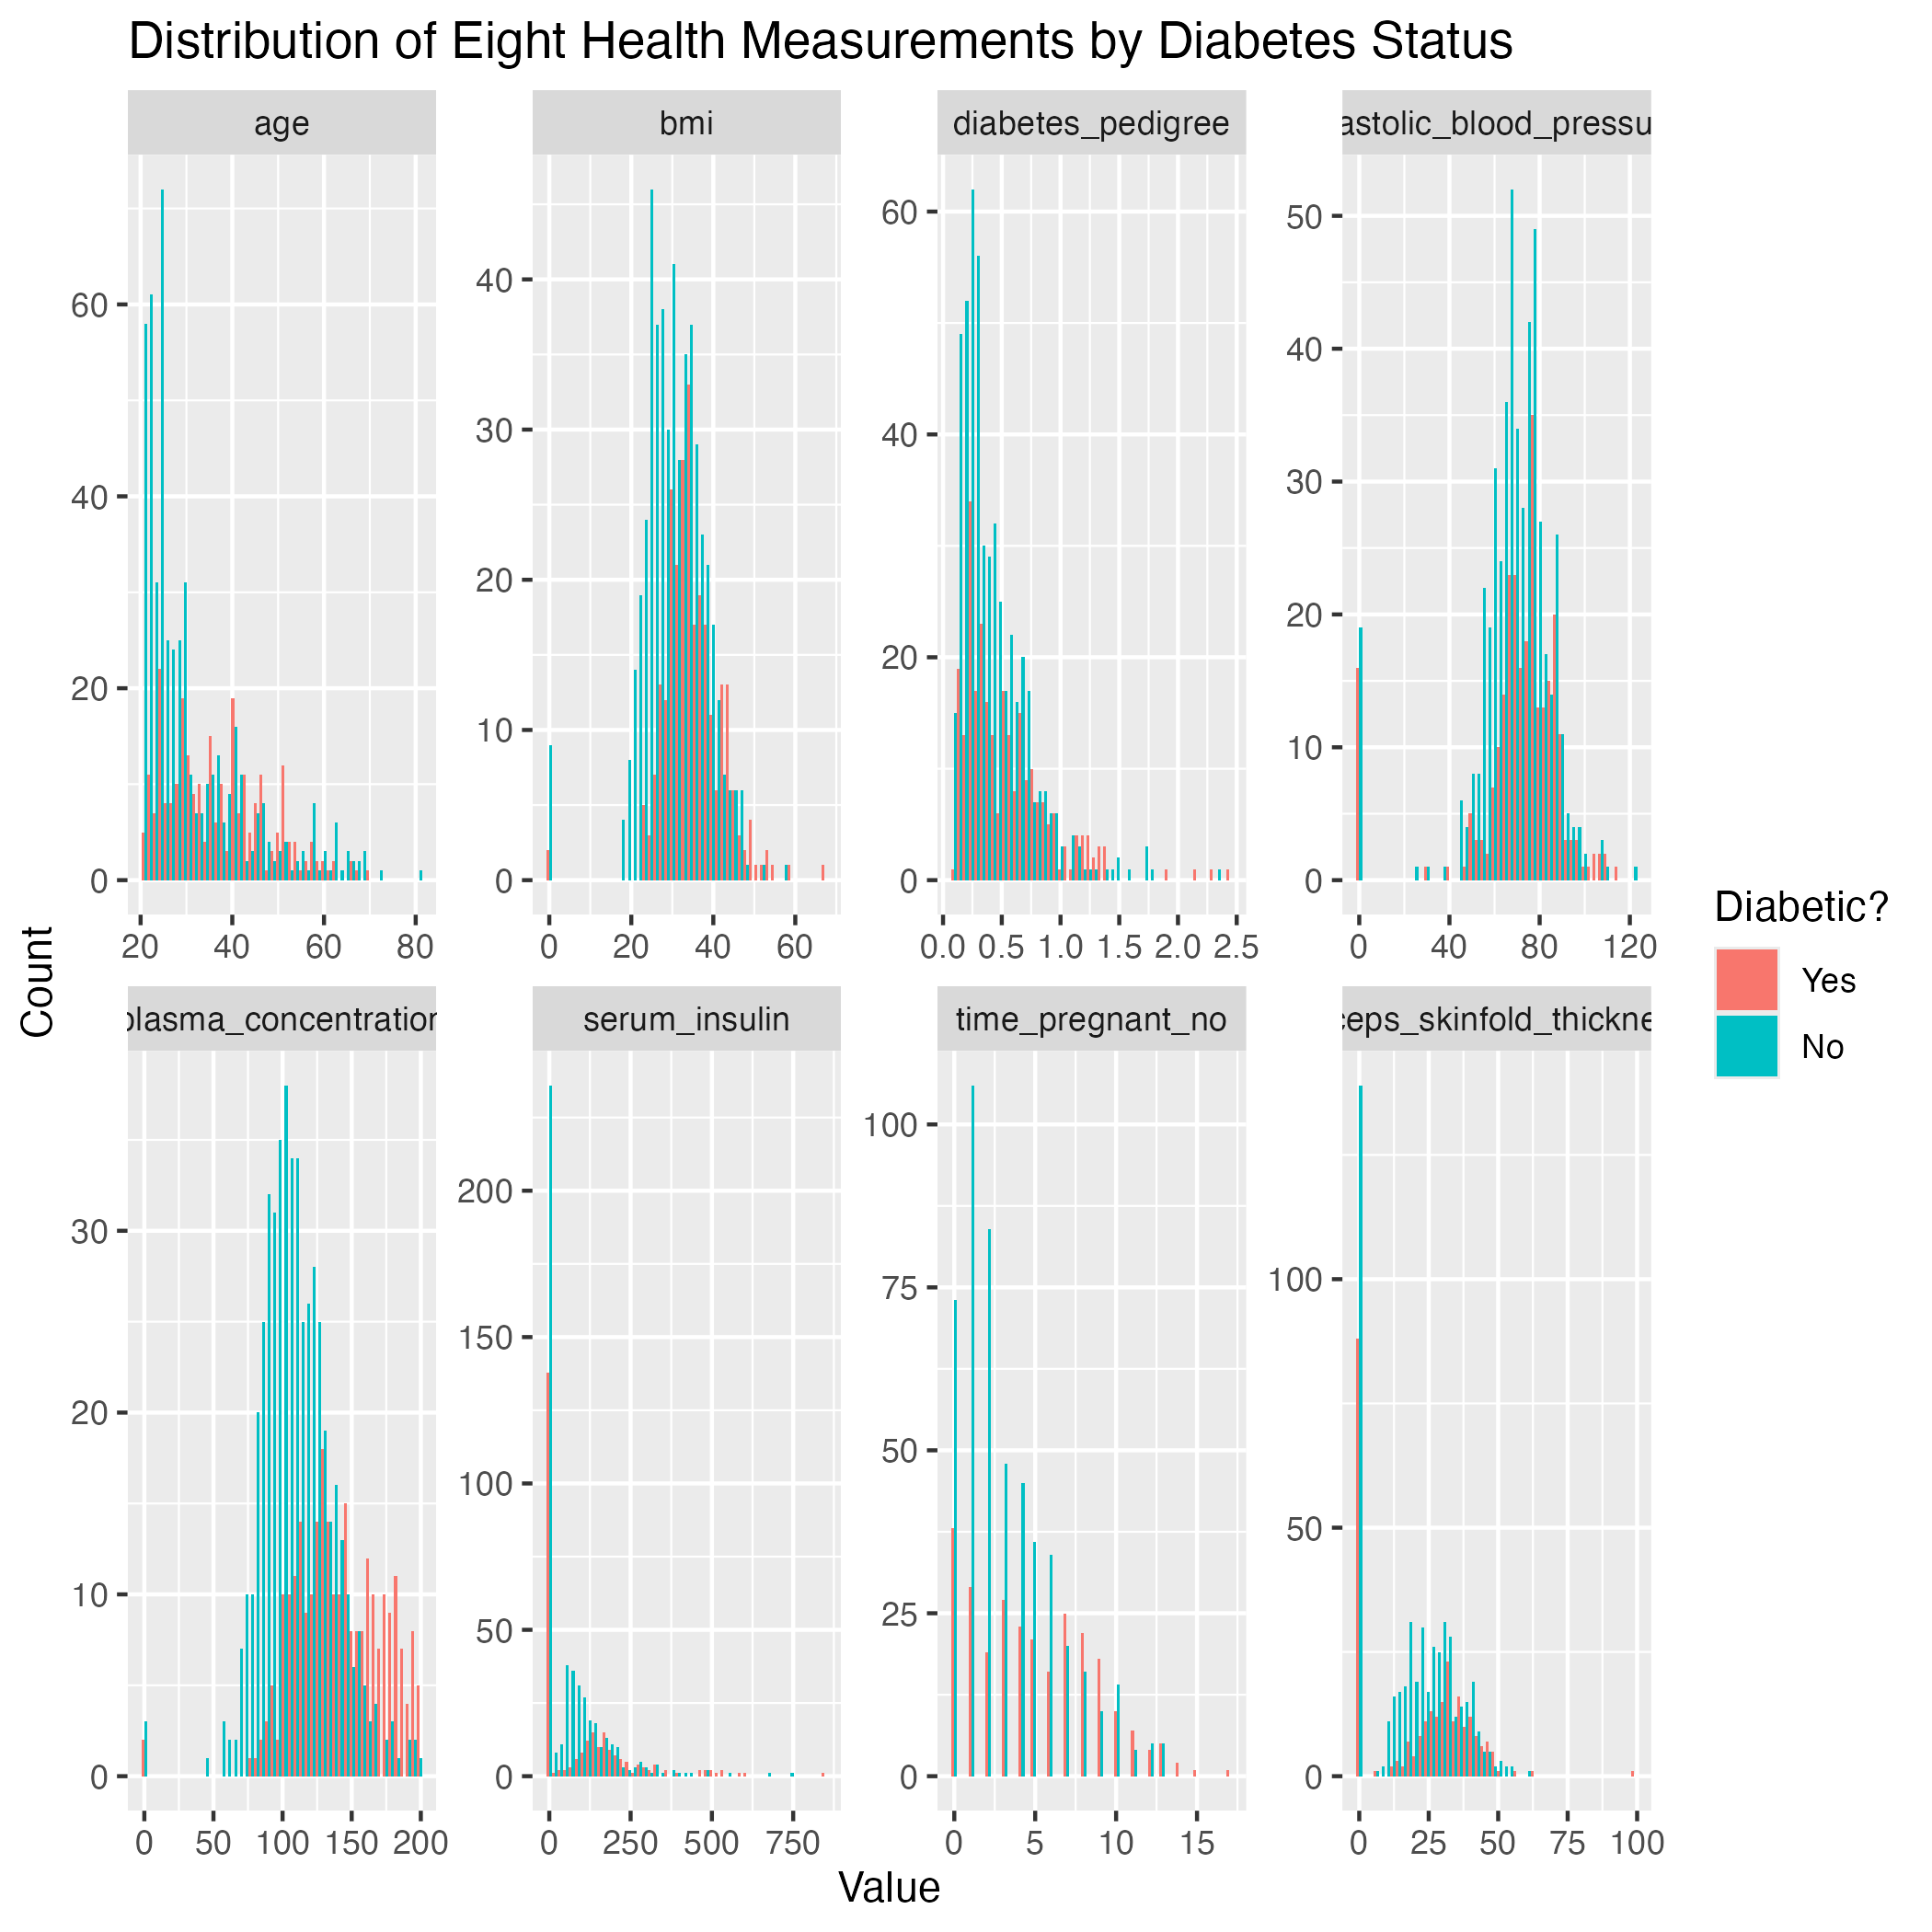 Distribution of Eight Health Measurements by Diabetes Status
age
bmi
diabetes_pedigree
astolic_blood_pressu
60
40
20
0
40
30
20
10
0
60
40
20
0
50
40
30
20
10
0
20 40 60 80
0 20 40 60
0.0 0.5 1.0 1.5 2.0 2.5
0 40 80 120
plasma_concentration
serum_insulin
time_pregnant_no
ceps_skinfold_thickne
30
20
10
0
200
150
100
50
0
100
75
50
25
0
100
50
0
0 50 100 150 200
0 250 500 750
0 5 10 15
0 25 50 75 100
Count
Value
Diabetic?
Yes
No